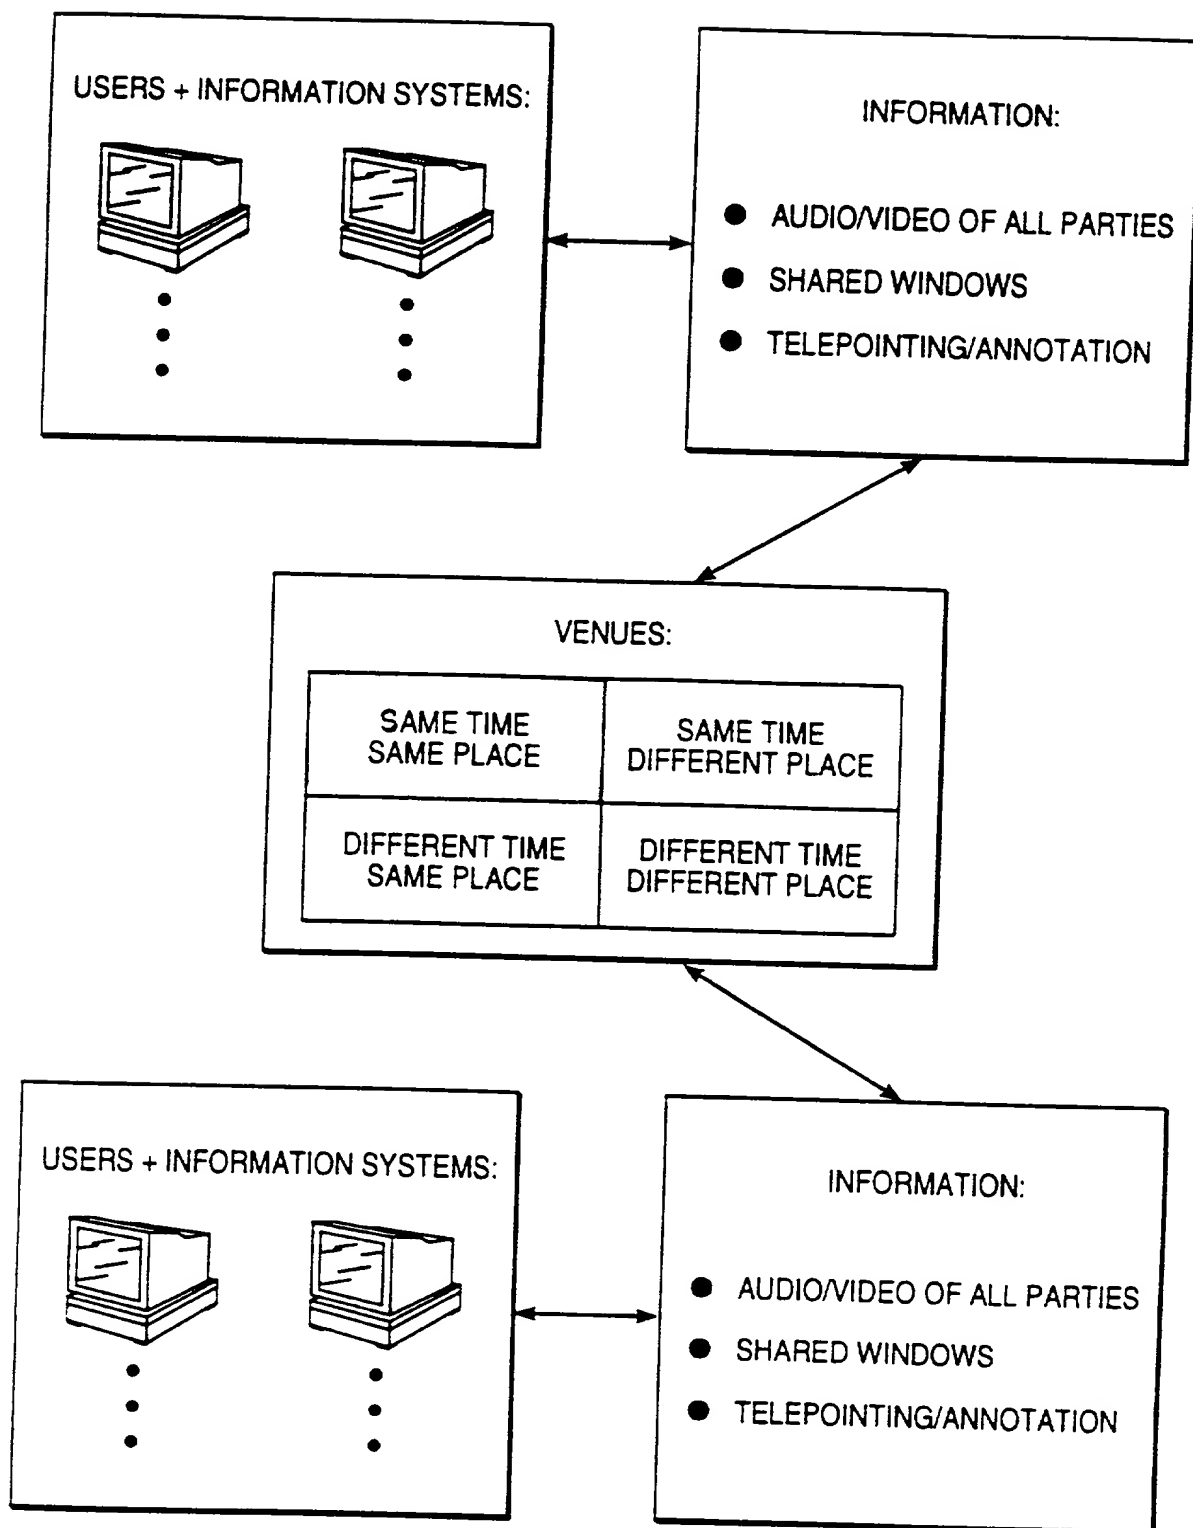 USERS + INFORMATION SYSTEMS:
INFORMATION:
● AUDIO/VIDEO OF ALL PARTIES
● SHARED WINDOWS
● TELEPOINTING/ANNOTATION
VENUES:
SAME TIME
SAME PLACE
SAME TIME
DIFFERENT PLACE
DIFFERENT TIME
SAME PLACE
DIFFERENT TIME
DIFFERENT PLACE
USERS + INFORMATION SYSTEMS:
INFORMATION:
● AUDIO/VIDEO OF ALL PARTIES
● SHARED WINDOWS
● TELEPOINTING/ANNOTATION